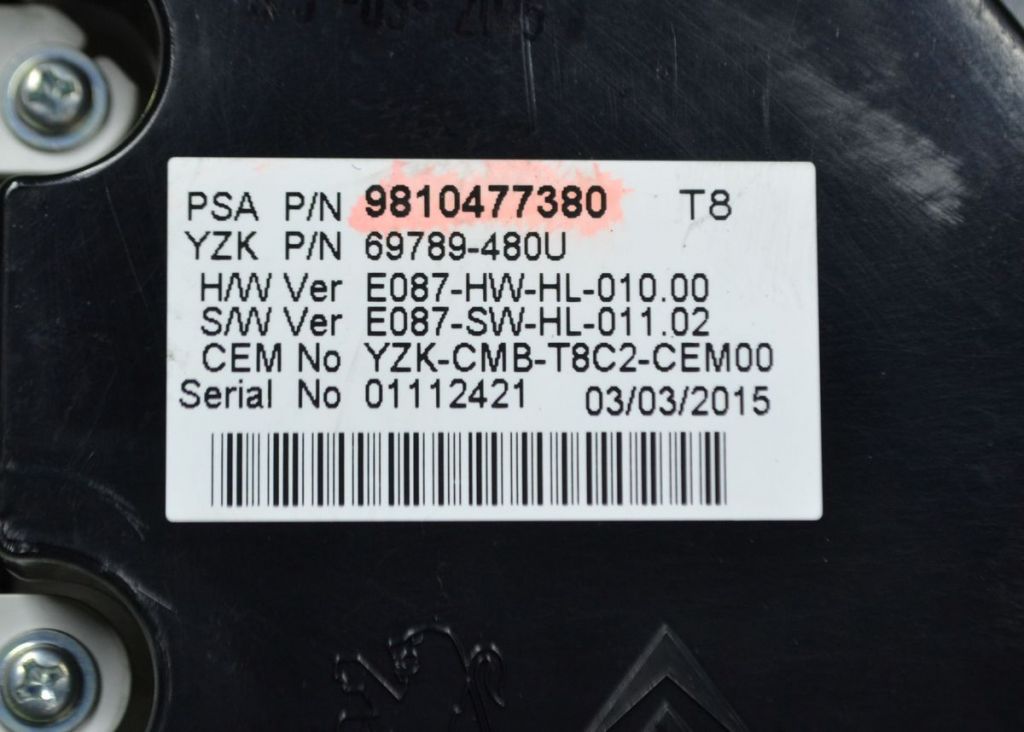 PSA P/N 9810477380 T8
YZK P/N 69789-480U
H/W Ver E087-HW-HL-010.00
S/W Ver E087-SW-HL-011.02
CEM No YZK-CMB-T8C2-CEM00
Serial No 01112421 03/03/2015